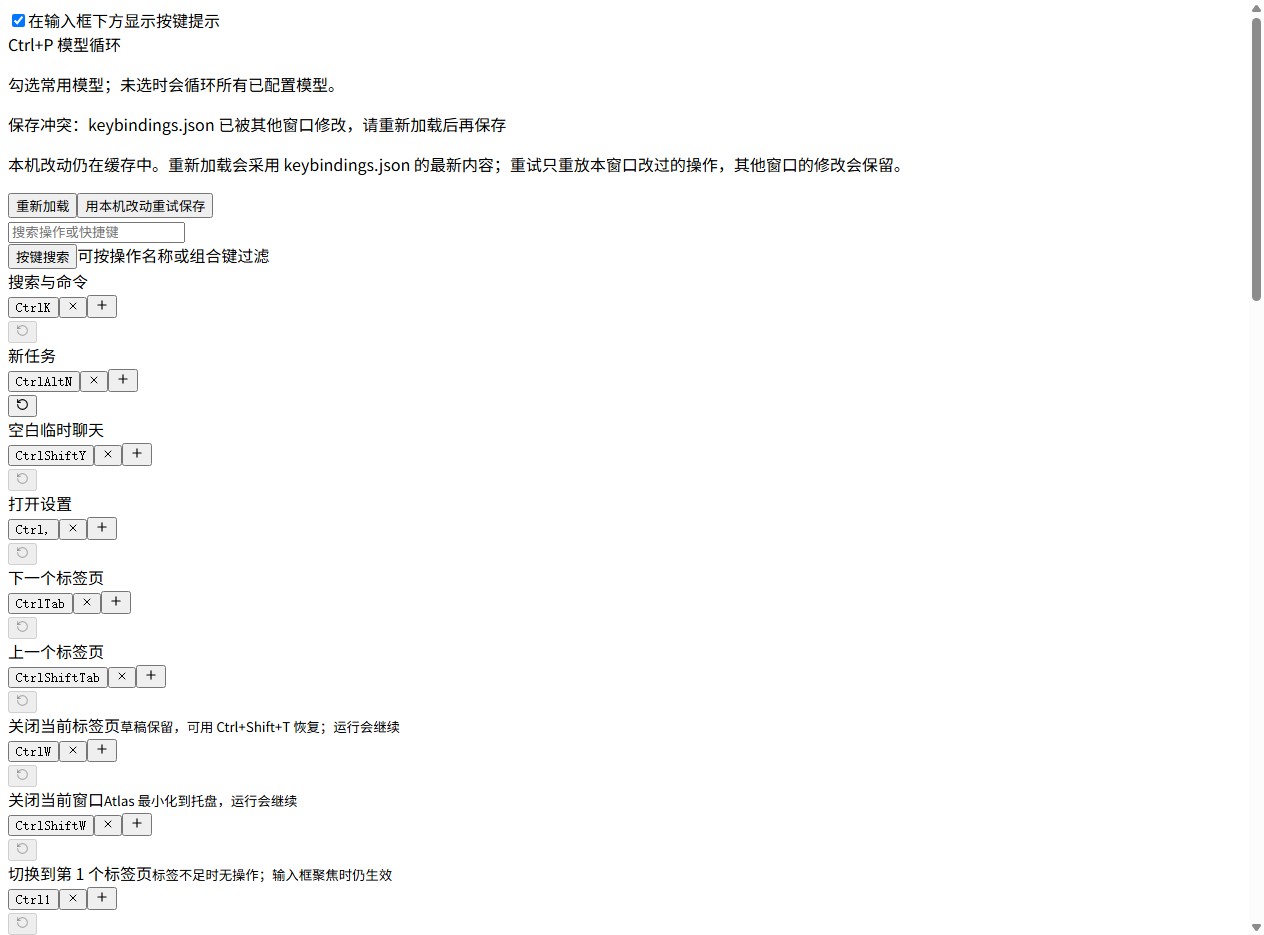 在输入框下方显示按键提示
Ctrl+P 模型循环
勾选常用模型；未选时会循环所有已配置模型。
保存冲突：keybindings.json 已被其他窗口修改，请重新加载后再保存
本机改动仍在缓存中。重新加载会采用 keybindings.json 的最新内容；重试只重放本窗口改过的操作，其他窗口的修改会保留。
重新加载 用本机改动重试保存
搜索操作或快捷键
按键搜索 可按操作名称或组合键过滤
搜索与命令
CtrlK × +
新任务
CtrlAltN × +
空白临时聊天
CtrlShiftY × +
打开设置
Ctrl, × +
下一个标签页
CtrlTab × +
上一个标签页
CtrlShiftTab × +
关闭当前标签页草稿保留，可用 Ctrl+Shift+T 恢复；运行会继续
CtrlW × +
关闭当前窗口Atlas 最小化到托盘，运行会继续
CtrlShiftW × +
切换到第 1 个标签页标签不足时无操作；输入框聚焦时仍生效
Ctrl1 × +